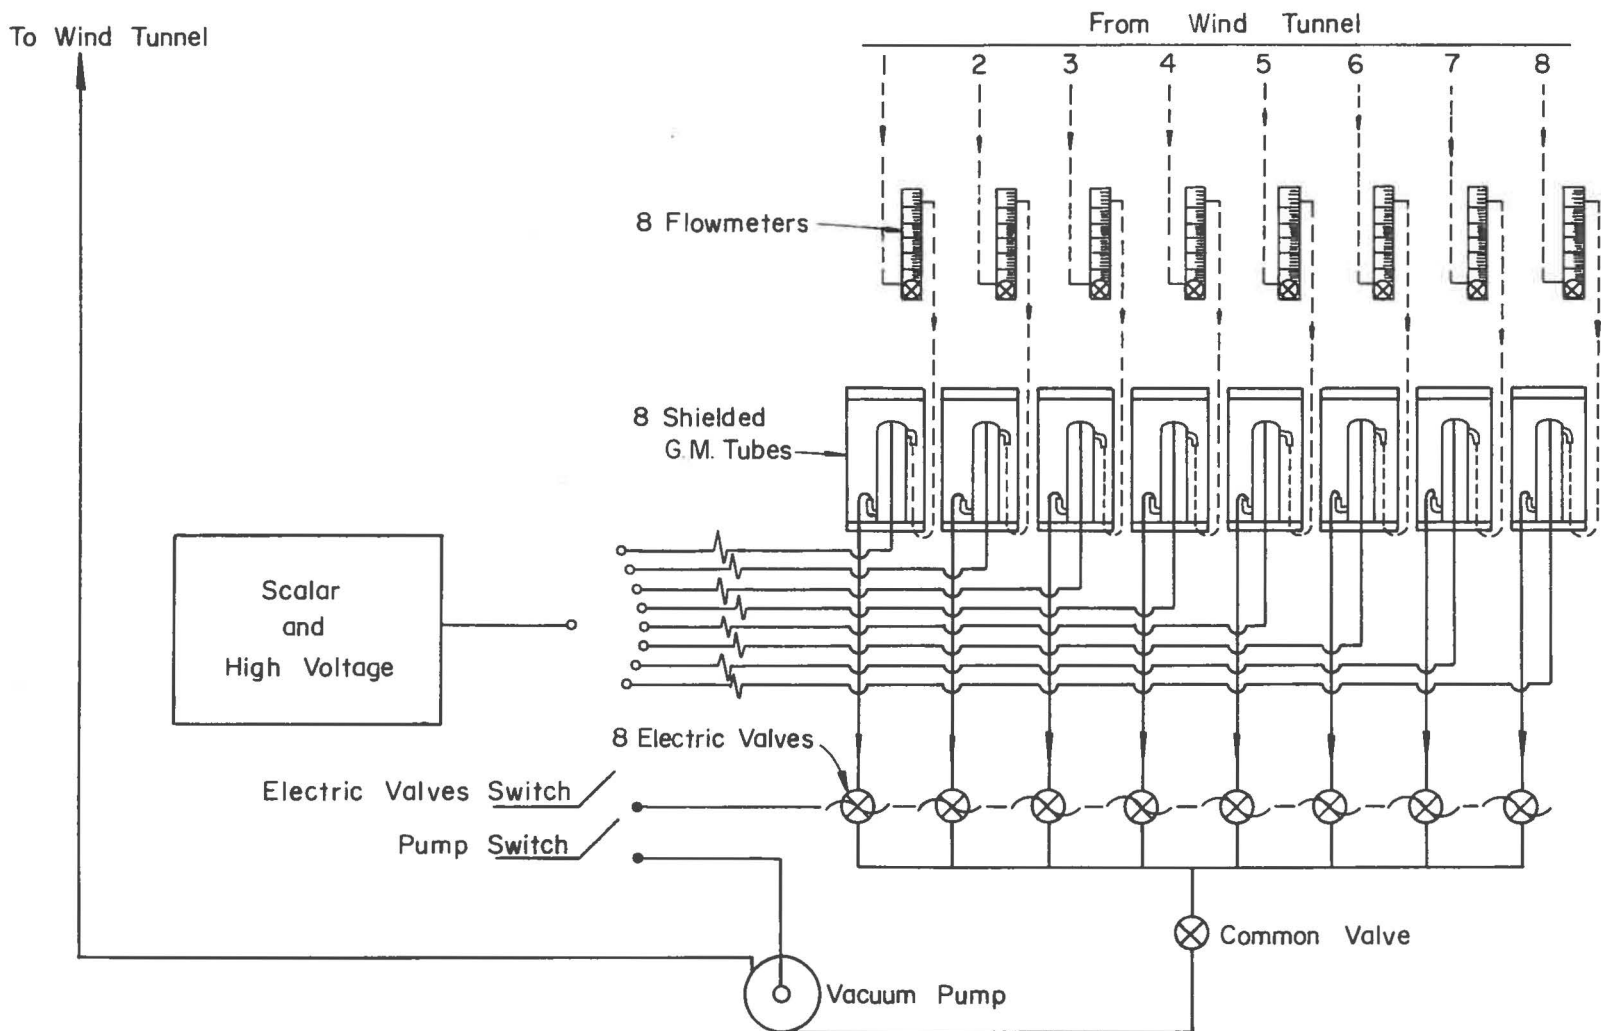 To Wind Tunnel
From Wind Tunnel
2 3 4 5 6 7 8
8 Flowmeters
8 Shielded
G.M. Tubes
Scalar
and
High Voltage
8 Electric Valves
Electric Valves Switch
Pump Switch
Common Valve
Vacuum Pump